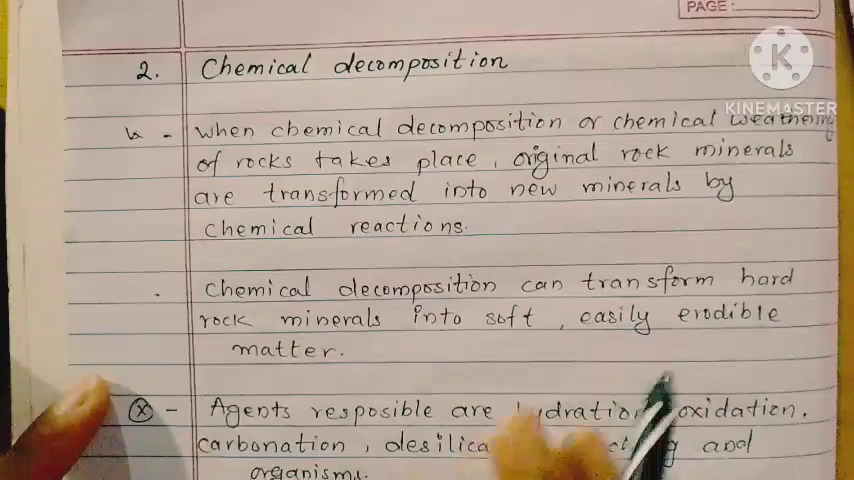 PAGE :
2. Chemical decomposition
K
KINEMASTER
- When chemical decomposition or chemical weathering
of rocks takes place, original rock minerals
are transformed into new minerals by
chemical reactions.
. Chemical decomposition can transform hard
rock minerals into soft, easily erodible
matter.
(x) - Agents resposible are oxidation,
carbonation, and
organisms.